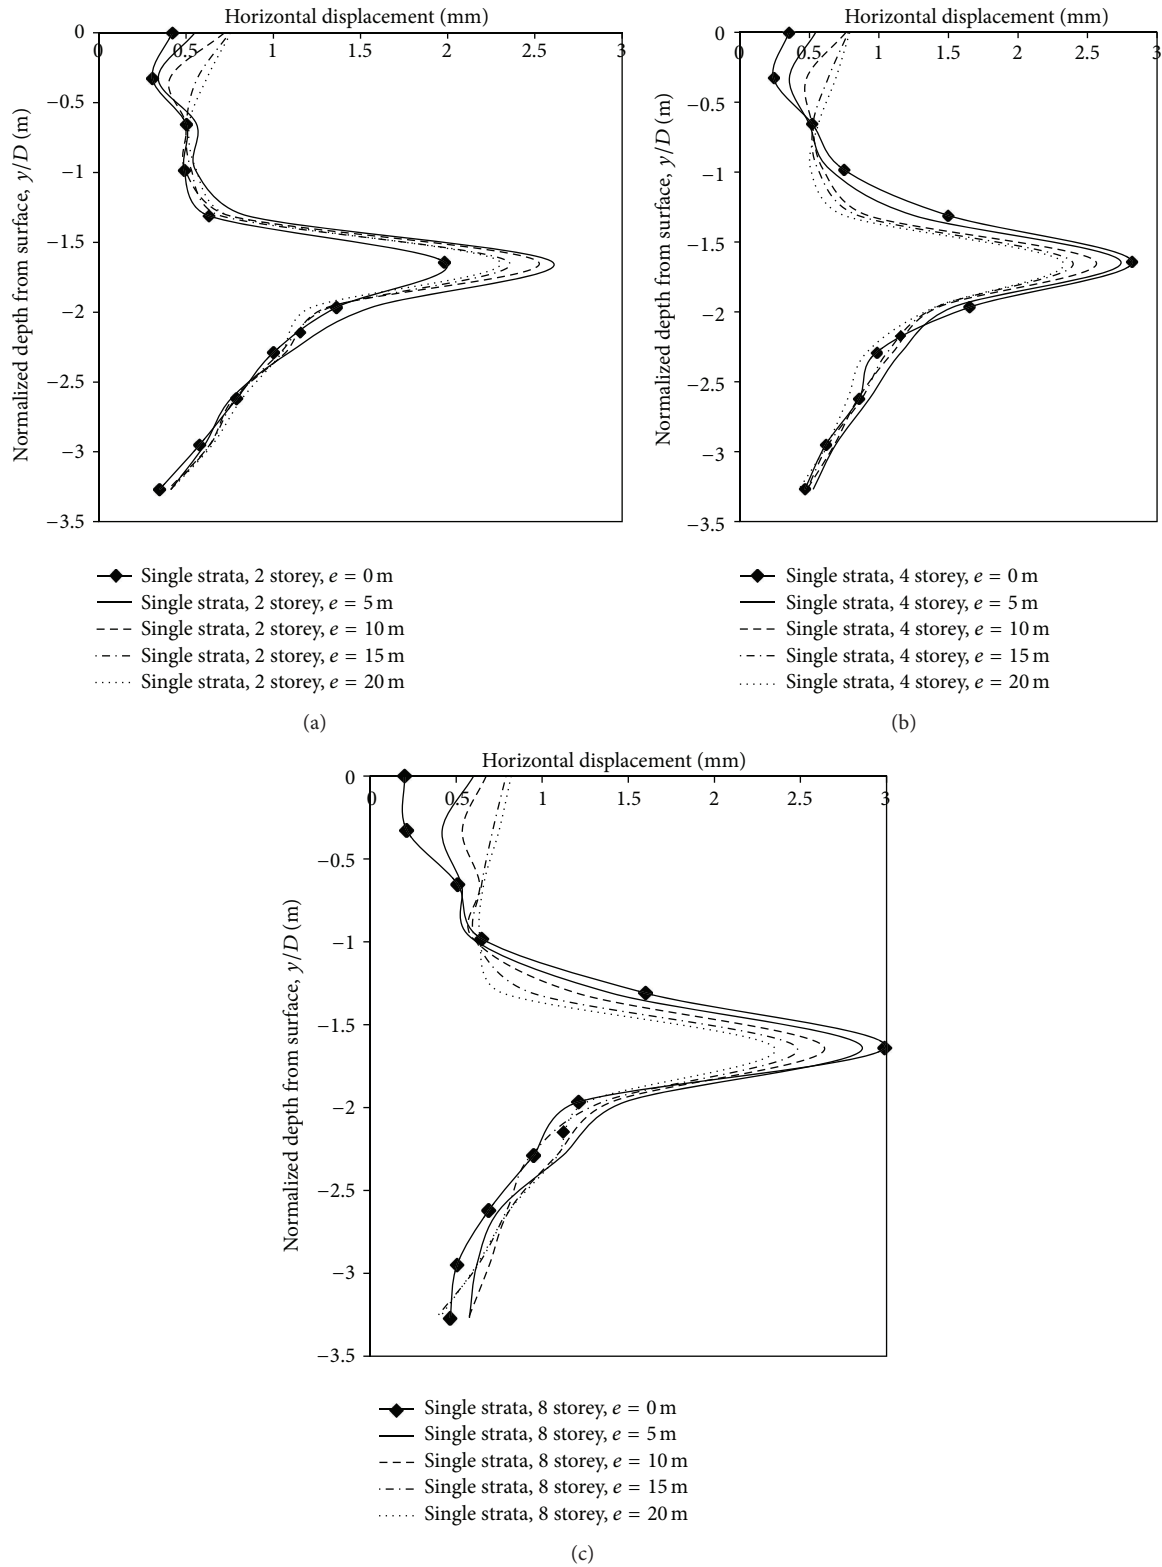 Horizontal displacement (mm)
0 0.5 1 1.5 2 2.5 3
0
−0.5
−1
−1.5
−2
−2.5
−3
−3.5
Normalized depth from surface, y/D (m)
Single strata, 2 storey, e = 0 m
Single strata, 2 storey, e = 5 m
Single strata, 2 storey, e = 10 m
Single strata, 2 storey, e = 15 m
Single strata, 2 storey, e = 20 m
(a)
Horizontal displacement (mm)
0 0.5 1 1.5 2 2.5 3
0
−0.5
−1
−1.5
−2
−2.5
−3
−3.5
Normalized depth from surface, y/D (m)
Single strata, 4 storey, e = 0 m
Single strata, 4 storey, e = 5 m
Single strata, 4 storey, e = 10 m
Single strata, 4 storey, e = 15 m
Single strata, 4 storey, e = 20 m
(b)
Horizontal displacement (mm)
0 0.5 1 1.5 2 2.5 3
0
−0.5
−1
−1.5
−2
−2.5
−3
−3.5
Normalized depth from surface, y/D (m)
Single strata, 8 storey, e = 0 m
Single strata, 8 storey, e = 5 m
Single strata, 8 storey, e = 10 m
Single strata, 8 storey, e = 15 m
Single strata, 8 storey, e = 20 m
(c)